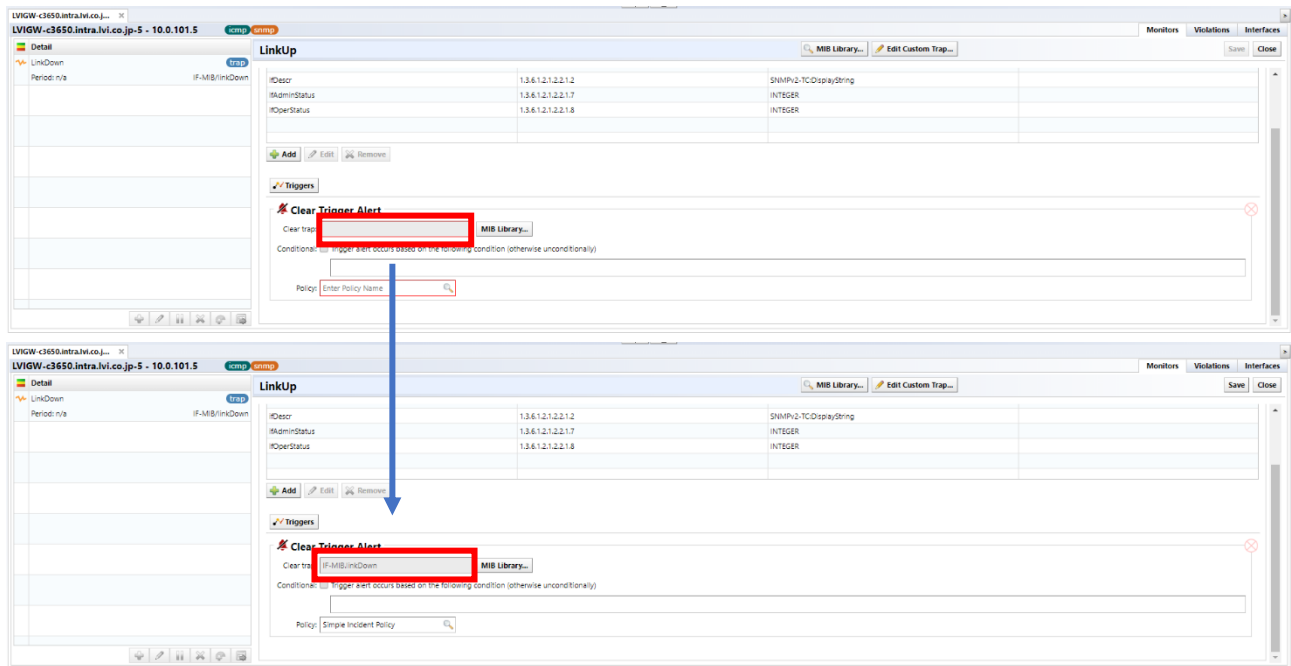 LVIGW-c3650.intra.lvi.co.j...
LVIGW-c3650.intra.lvi.co.jp-5 - 10.0.101.5 icmp snmp Monitors Violations Interfaces
Detail LinkUp MIB Library... Edit Custom Trap... Save Close
LinkDown trap
Period: n/a IF-MIB/linkDown
ifDescr 1.3.6.1.2.1.2.2.1.2 SNMPv2-TC:DisplayString
ifAdminStatus 1.3.6.1.2.1.2.2.1.7 INTEGER
ifOperStatus 1.3.6.1.2.1.2.2.1.8 INTEGER
Add Edit Remove
Triggers
Clear Trigger Alert
Clear trap: MIB Library...
Conditional: Trigger alert occurs based on the following condition (otherwise unconditionally)
Policy: Enter Policy Name
LVIGW-c3650.intra.lvi.co.j...
LVIGW-c3650.intra.lvi.co.jp-5 - 10.0.101.5 icmp snmp Monitors Violations Interfaces
Detail LinkUp MIB Library... Edit Custom Trap... Save Close
LinkDown trap
Period: n/a IF-MIB/linkDown
ifDescr 1.3.6.1.2.1.2.2.1.2 SNMPv2-TC:DisplayString
ifAdminStatus 1.3.6.1.2.1.2.2.1.7 INTEGER
ifOperStatus 1.3.6.1.2.1.2.2.1.8 INTEGER
Add Edit Remove
Triggers
Clear Trigger Alert
Clear trap IF-MIB/linkDown MIB Library...
Conditional: Trigger alert occurs based on the following condition (otherwise unconditionally)
Policy: Simple Incident Policy